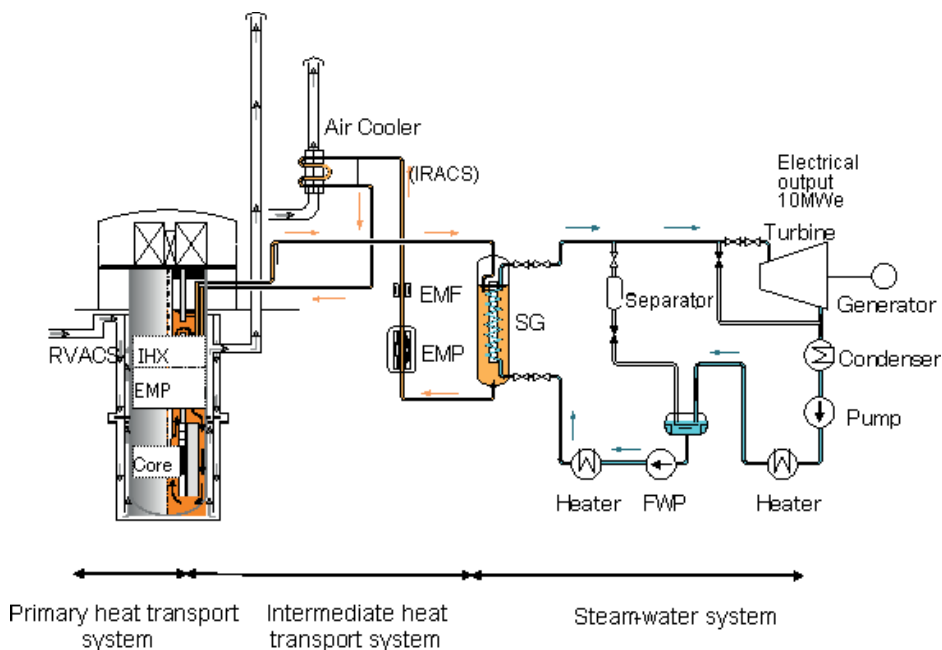 Air Cooler
(IRACS)
Electrical
output
10MWe
Turbine
EMF
Separator
Generator
SG
RVACS
IHX
EMP
Condenser
EMP
Pump
Core
Heater
FWP
Heater
Primary heat transport
system
Intermediate heat
transport system
Steam+water system